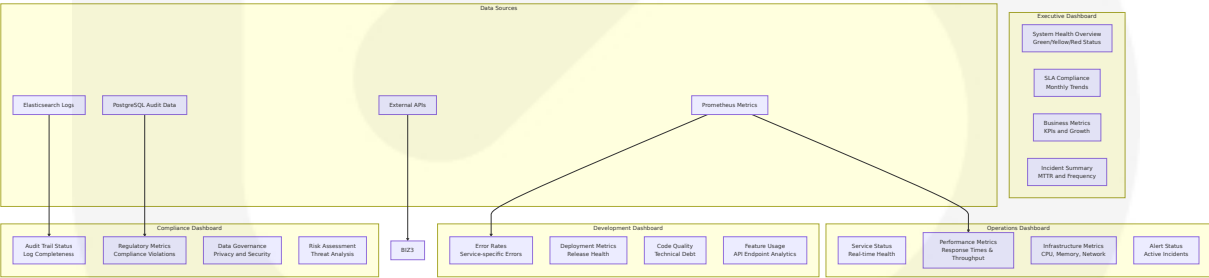 Data Sources
Elasticsearch Logs
PostgreSQL Audit Data
External APIs
Prometheus Metrics
Executive Dashboard
System Health Overview
Green/Yellow/Red Status
SLA Compliance
Monthly Trends
Business Metrics
KPIs and Growth
Incident Summary
MTTR and Frequency
Compliance Dashboard
Audit Trail Status
Log Completeness
Regulatory Metrics
Compliance Violations
Data Governance
Privacy and Security
Risk Assessment
Threat Analysis
BIZ3
Development Dashboard
Error Rates
Service-specific Errors
Deployment Metrics
Release Health
Code Quality
Technical Debt
Feature Usage
API Endpoint Analytics
Operations Dashboard
Service Status
Real-time Health
Performance Metrics
Response Times &
Throughput
Infrastructure Metrics
CPU, Memory, Network
Alert Status
Active Incidents